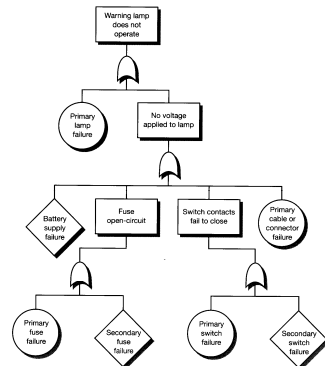 Warning lamp
does not
operate
Primary
lamp
failure
No voltage
applied to lamp
Battery
supply
failure
Fuse
open-circuit
Switch contacts
fail to close
Primary
cable or
connector
failure
Primary
fuse
failure
Secondary
fuse
failure
Primary
switch
failure
Secondary
switch
failure